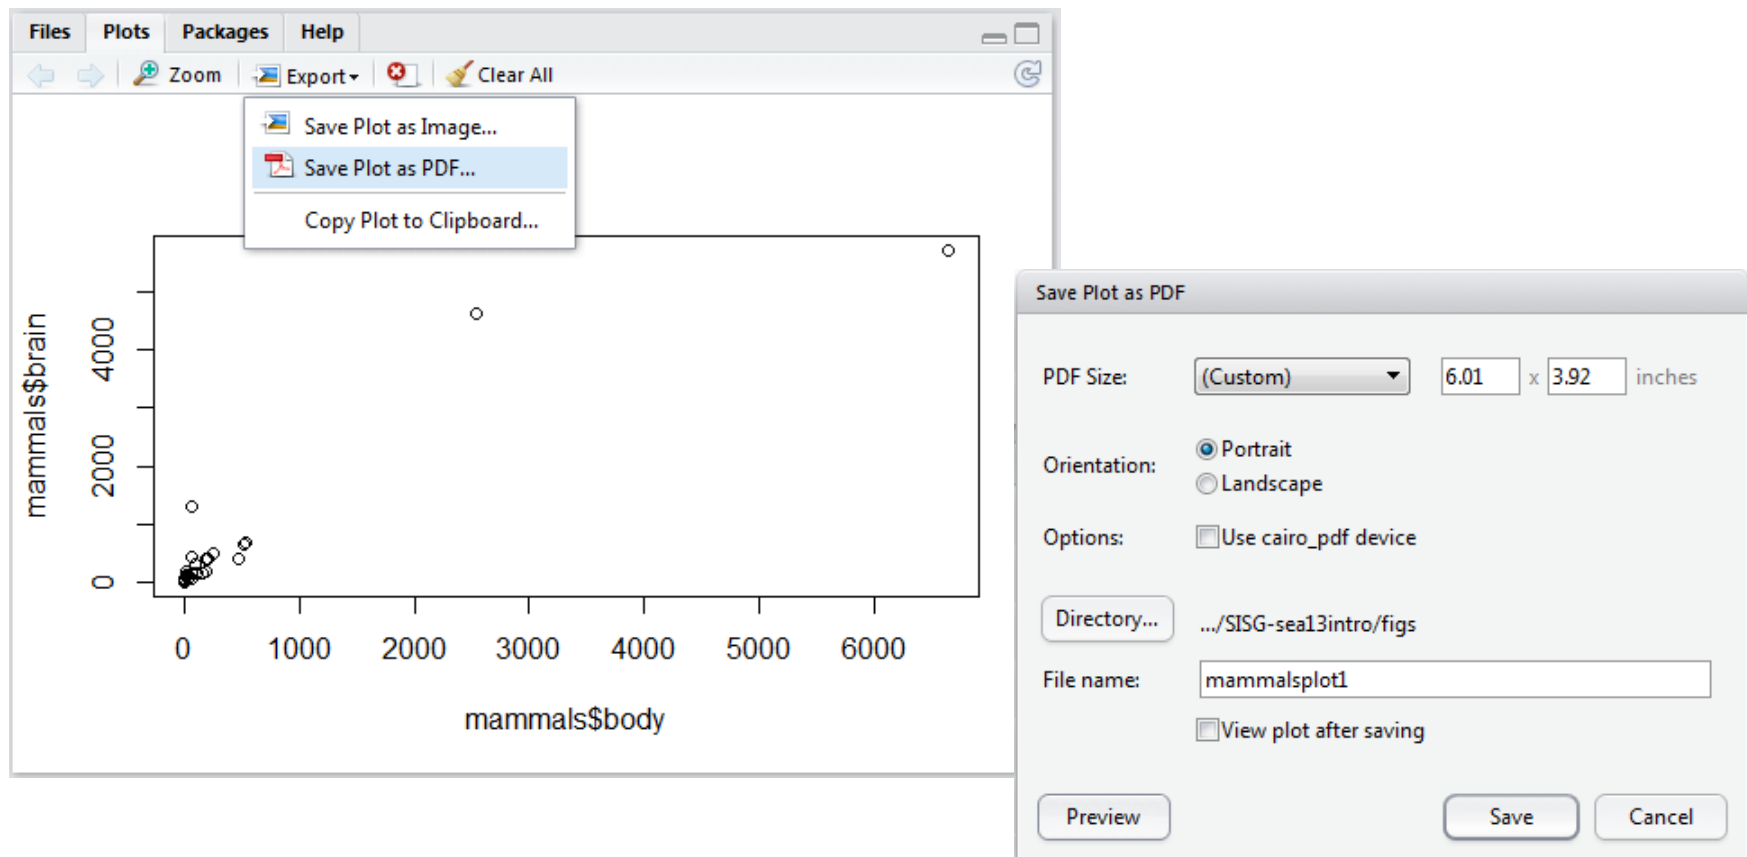 Files Plots Packages Help
Zoom Export Clear All
Save Plot as Image...
Save Plot as PDF...
Copy Plot to Clipboard...
mammals$brain
0 2000 4000
0 1000 2000 3000 4000 5000 6000
mammals$body
Save Plot as PDF
PDF Size: (Custom) 6.01 x 3.92 inches
Orientation: Portrait
Landscape
Options: Use cairo_pdf device
Directory... .../SISG-sea13intro/figs
File name: mammalsplot1
View plot after saving
Preview Save Cancel